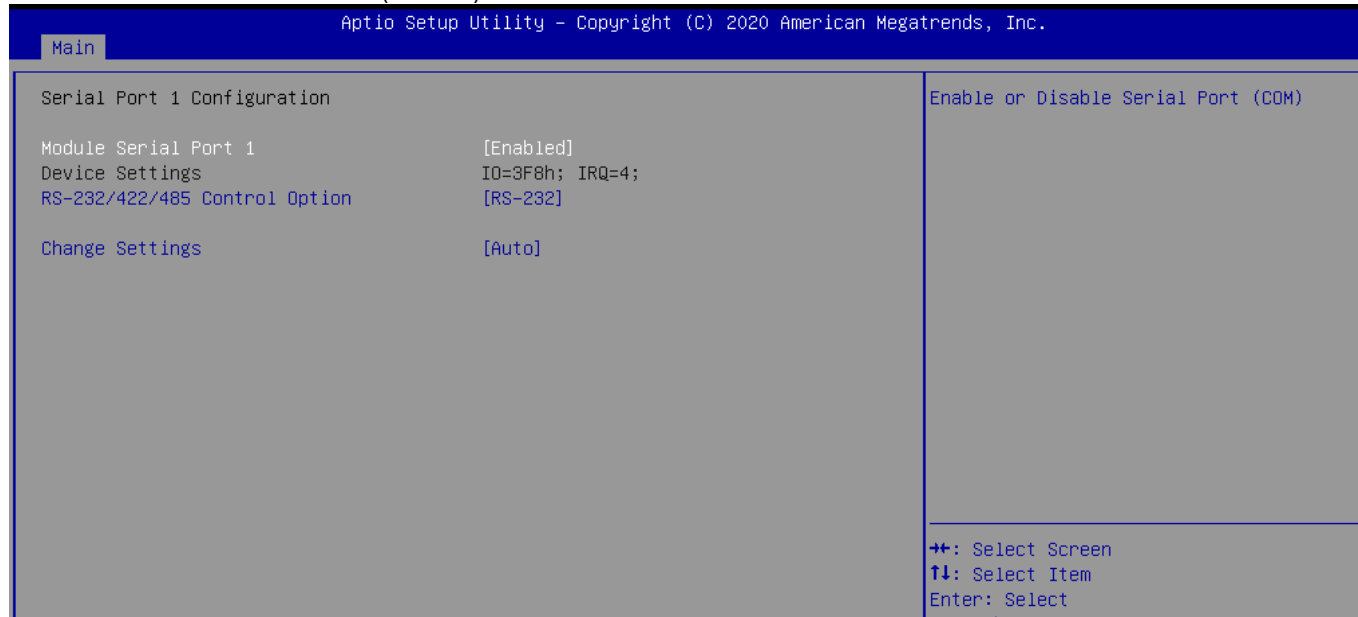 Aptio Setup Utility – Copyright (C) 2020 American Megatrends, Inc.
Main
Serial Port 1 Configuration
Module Serial Port 1 [Enabled]
Device Settings IO=3F8h; IRQ=4;
RS-232/422/485 Control Option [RS-232]
Change Settings [Auto]
Enable or Disable Serial Port (COM)
→←: Select Screen
↑↓: Select Item
Enter: Select